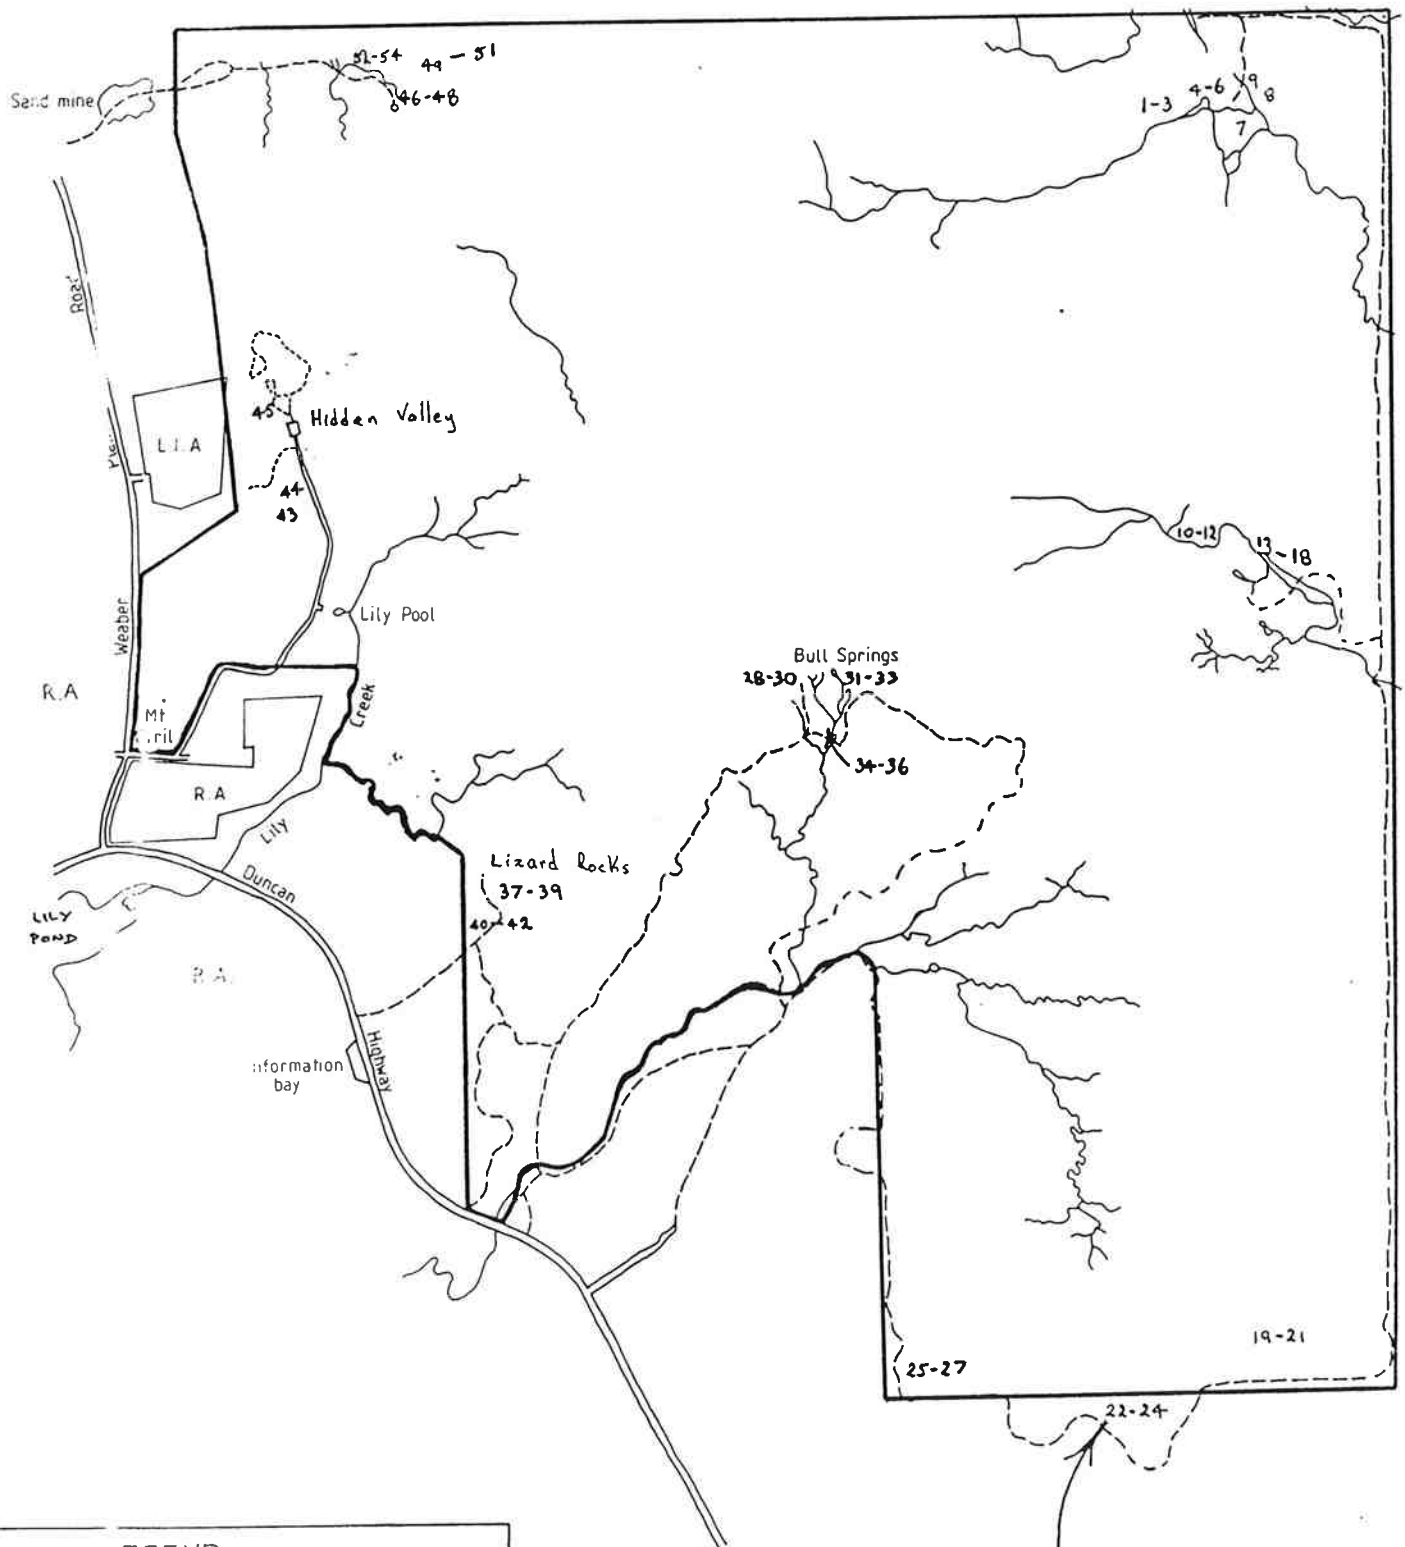 52-54
49 - 51
Sand mine
46-48
1-3
4-6
9
8
7
45
Hidden Valley
L.I.A
44
43
10-12
13-18
Weaber
Lily Pool
R.A
Mt
Creek
Bull Springs
28-30
31-33
34-36
R.A
Lily
Duncan
Lizard Rocks
37-39
40-42
LILY
POND
R.A.
Highway
bay
19-21
25-27
22-24